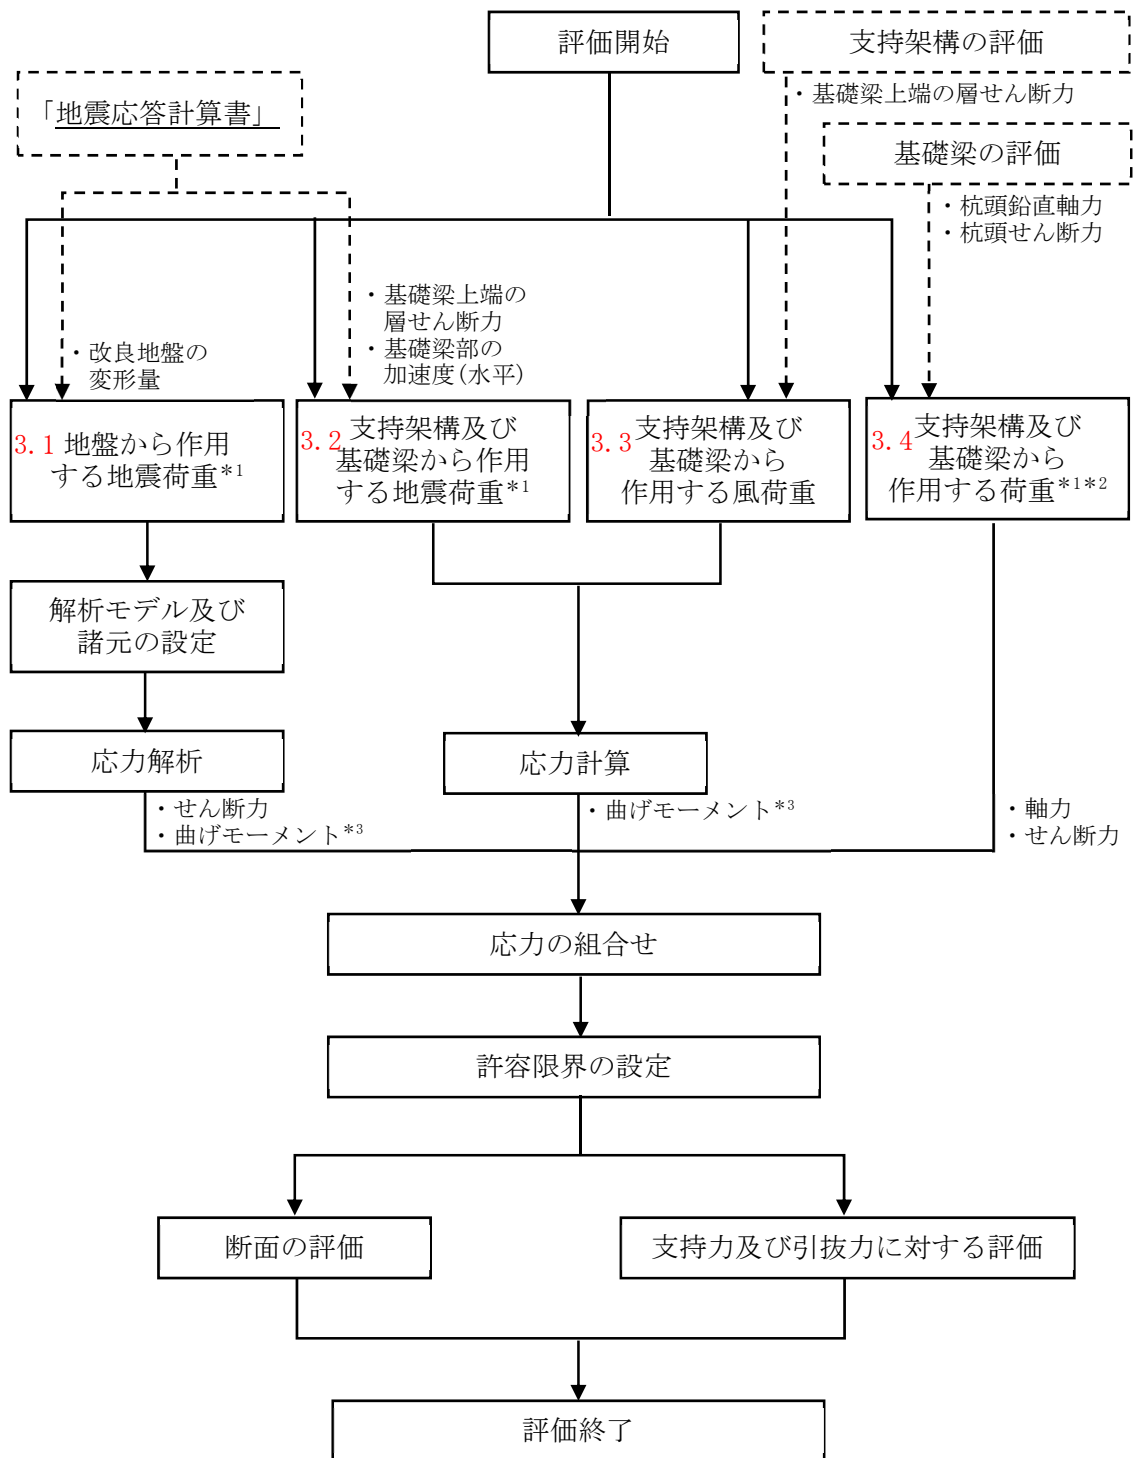 評価開始
支持架構の評価
・基礎梁上端の層せん断力
「地震応答計算書」
基礎梁の評価
・杭頭鉛直軸力
・杭頭せん断力
・基礎梁上端の
層せん断力
・基礎梁部の
加速度(水平)
・改良地盤の
変形量
3.1 地盤から作用
する地震荷重*1
3.2 支持架構及び
基礎梁から作用
する地震荷重*1
3.3 支持架構及び
基礎梁から
作用する風荷重
3.4 支持架構及び
基礎梁から
作用する荷重*1*2
解析モデル及び
諸元の設定
応力解析
応力計算
・せん断力
・曲げモーメント*3
・曲げモーメント*3
・軸力
・せん断力
応力の組合せ
許容限界の設定
断面の評価
支持力及び引抜力に対する評価
評価終了